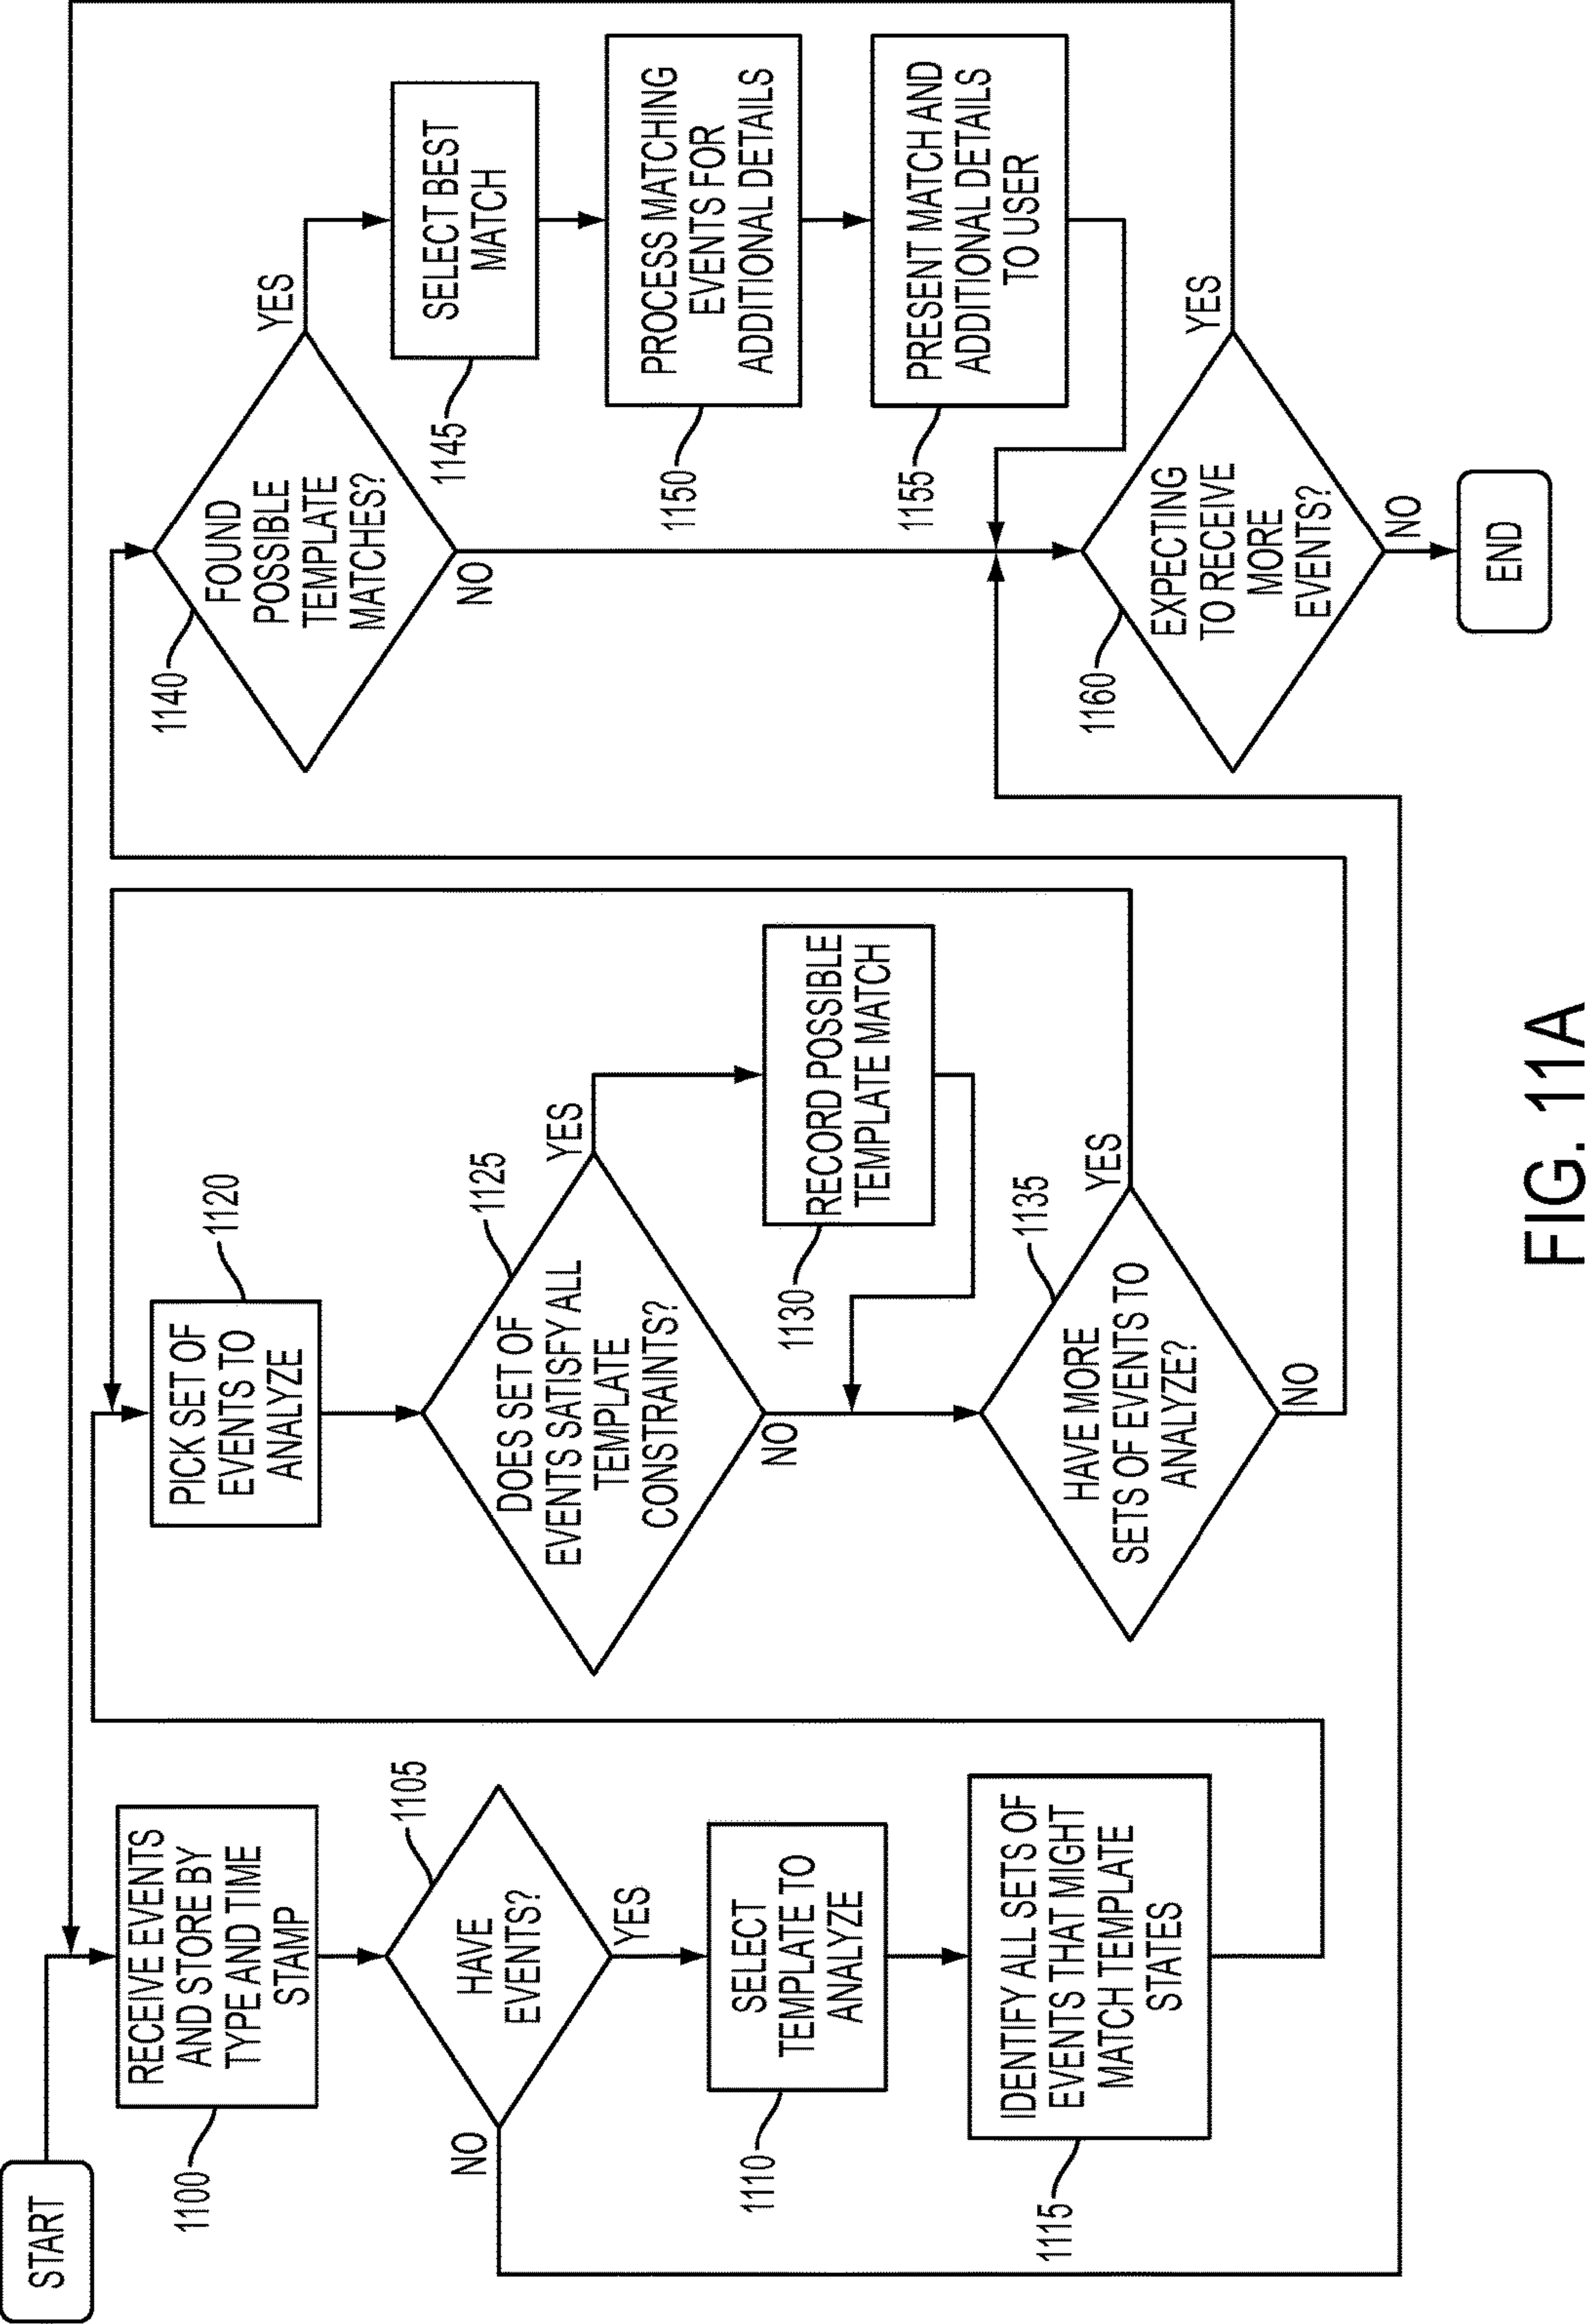 START
RECEIVE EVENTS
AND STORE BY
TYPE AND TIME
STAMP
1100
HAVE
EVENTS?
1105
NO
YES
SELECT
TEMPLATE TO
ANALYZE
1110
IDENTIFY ALL SETS OF
EVENTS THAT MIGHT
MATCH TEMPLATE
STATES
1115
PICK SET OF
EVENTS TO
ANALYZE
1120
DOES SET OF
EVENTS SATISFY ALL
TEMPLATE
CONSTRAINTS?
1125
YES
NO
RECORD POSSIBLE
TEMPLATE MATCH
1130
HAVE MORE
SETS OF EVENTS TO
ANALYZE?
1135
YES
NO
FOUND
POSSIBLE
TEMPLATE
MATCHES?
1140
YES
NO
SELECT BEST
MATCH
1145
PROCESS MATCHING
EVENTS FOR
ADDITIONAL DETAILS
1150
PRESENT MATCH AND
ADDITIONAL DETAILS
TO USER
1155
EXPECTING
TO RECEIVE
MORE
EVENTS?
1160
YES
NO
END
FIG. 11A